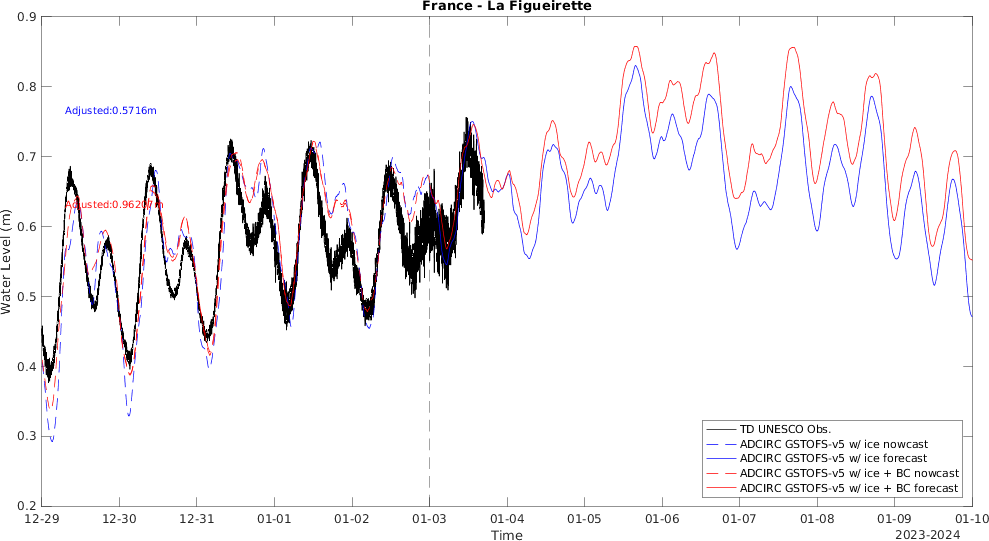 France - La Figueirette
0.9
0.8
0.7
0.6
0.5
0.4
0.3
0.2
Water Level (m)
Adjusted:0.5716m
12-29
12-30
12-31
01-01
01-02
01-03
01-04
01-05
01-06
01-07
01-08
01-09
01-10
Time
2023-2024
TD UNESCO Obs.
ADCIRC GSTOFS-v5 w/ ice nowcast
ADCIRC GSTOFS-v5 w/ ice forecast
ADCIRC GSTOFS-v5 w/ ice + BC nowcast
ADCIRC GSTOFS-v5 w/ ice + BC forecast